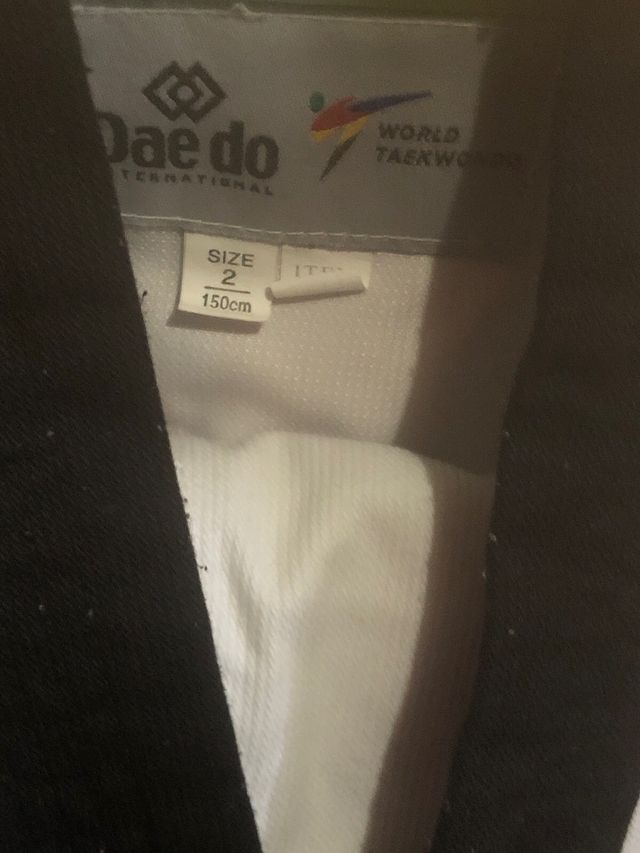 Dae do
INTERNATIONAL
WORLD
TAEKWONDO
SIZE
2
150cm